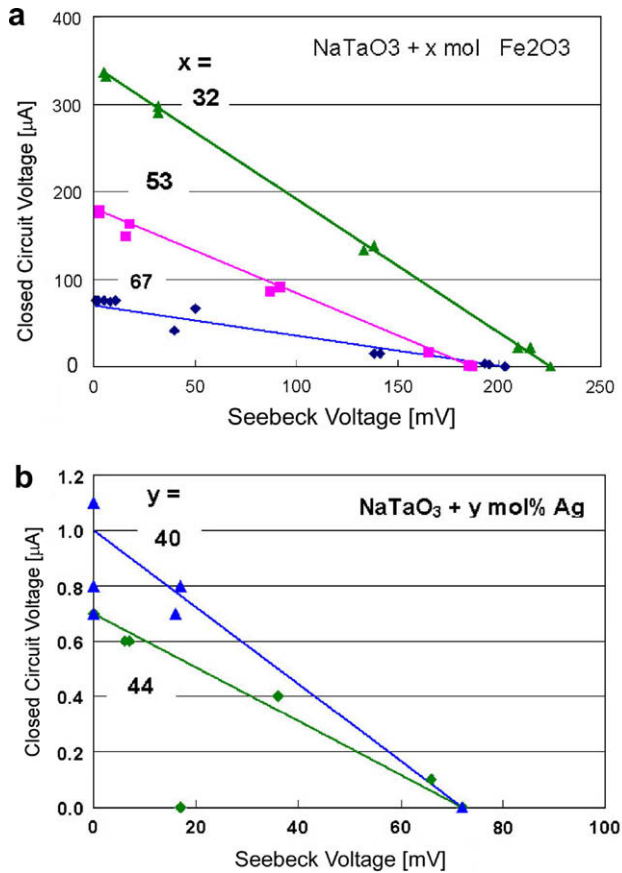 a
400
300
200
100
0
0
50
100
150
200
250
Closed Circuit Voltage [μA]
Seebeck Voltage [mV]
NaTaO3 + x mol Fe2O3
x =
32
53
67
b
1.2
1.0
0.8
0.6
0.4
0.2
0.0
0
20
40
60
80
100
Closed Circuit Voltage [μA]
Seebeck Voltage [mV]
NaTaO₃ + y mol% Ag
y =
40
44